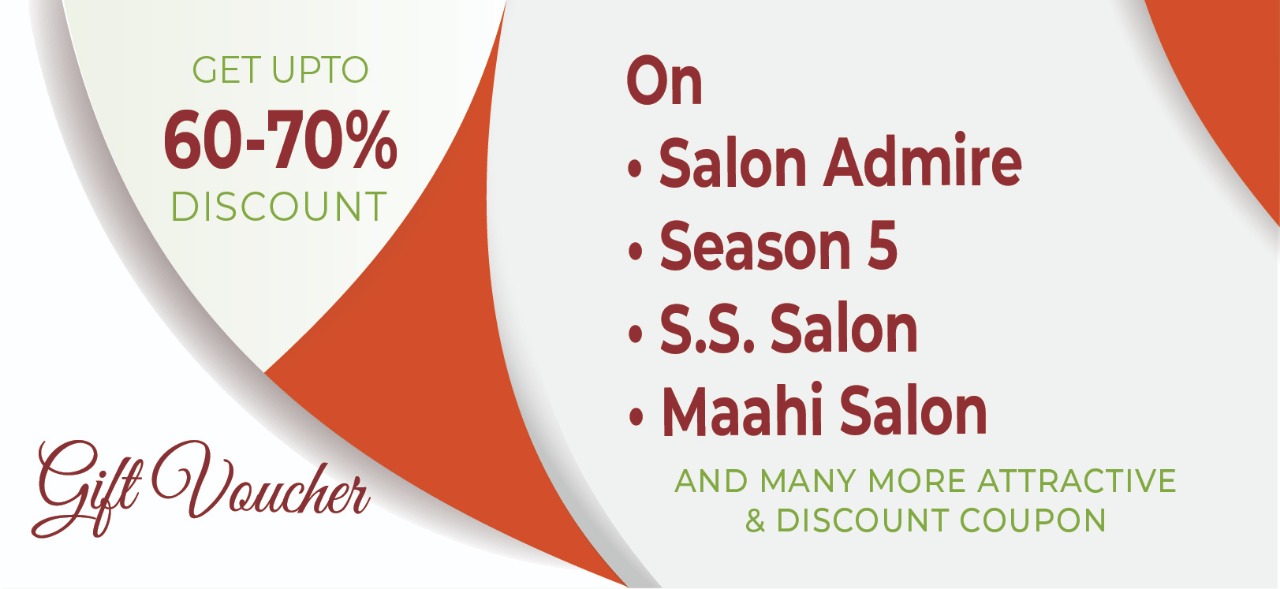 GET UPTO
60-70%
DISCOUNT
Gift Voucher
On
• Salon Admire
• Season 5
• S.S. Salon
• Maahi Salon
AND MANY MORE ATTRACTIVE
& DISCOUNT COUPON